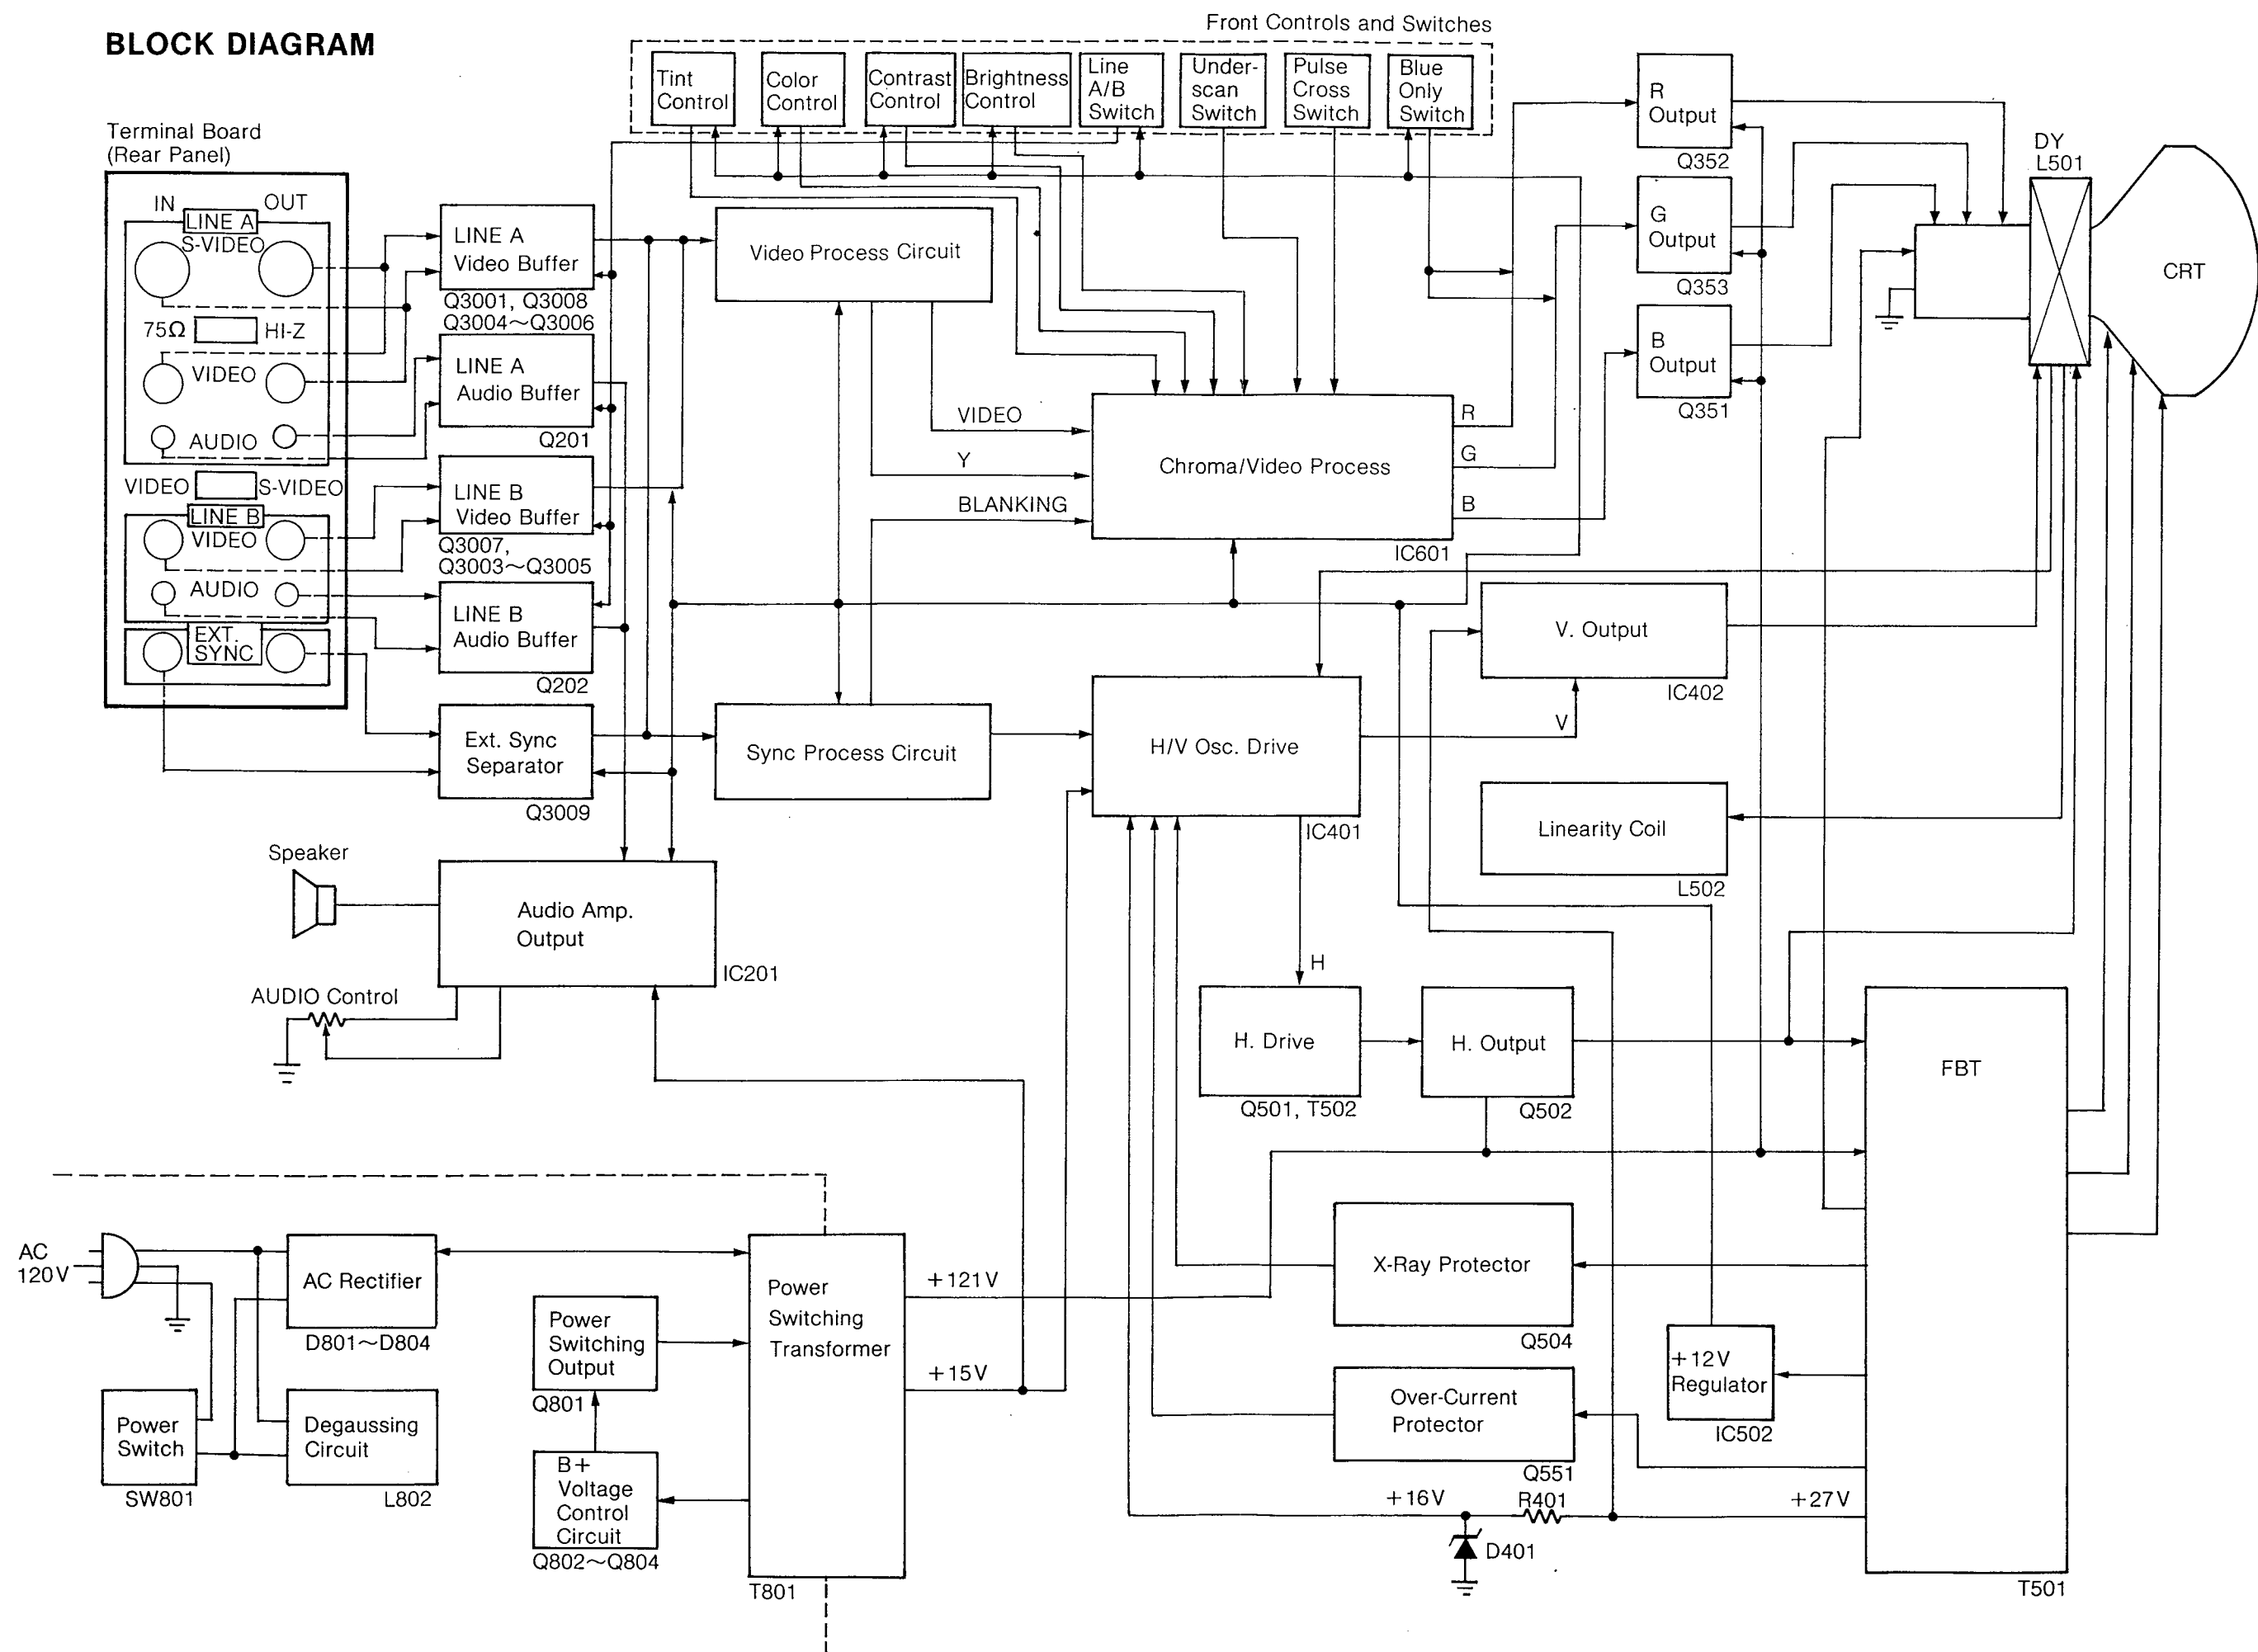 BLOCK DIAGRAM
Front Controls and Switches
Tint
Control
Color
Control
Contrast
Control
Brightness
Control
Line
A/B
Switch
Under-
scan
Switch
Pulse
Cross
Switch
Blue
Only
Switch
R
Output
Q352
G
Output
Q353
B
Output
Q351
DY
L501
CRT
Terminal Board
(Rear Panel)
IN
OUT
LINE A
S-VIDEO
75Ω
HI-Z
VIDEO
AUDIO
VIDEO
S-VIDEO
LINE B
VIDEO
AUDIO
EXT.
SYNC
LINE A
Video Buffer
Q3001, Q3008
Q3004～Q3006
LINE A
Audio Buffer
Q201
LINE B
Video Buffer
Q3007,
Q3003～Q3005
LINE B
Audio Buffer
Q202
Ext. Sync
Separator
Q3009
Video Process Circuit
VIDEO
Y
BLANKING
Chroma/Video Process
R
G
B
IC601
Sync Process Circuit
H/V Osc. Drive
IC401
V
H
V. Output
IC402
Linearity Coil
L502
Speaker
Audio Amp.
Output
IC201
AUDIO Control
H. Drive
Q501, T502
H. Output
Q502
FBT
T501
AC
120V
AC Rectifier
D801～D804
Power
Switch
SW801
Degaussing
Circuit
L802
Power
Switching
Output
Q801
B+
Voltage
Control
Circuit
Q802～Q804
Power
Switching
Transformer
T801
+121V
+15V
X-Ray Protector
Q504
Over-Current
Protector
Q551
+12V
Regulator
IC502
+16V
R401
+27V
D401